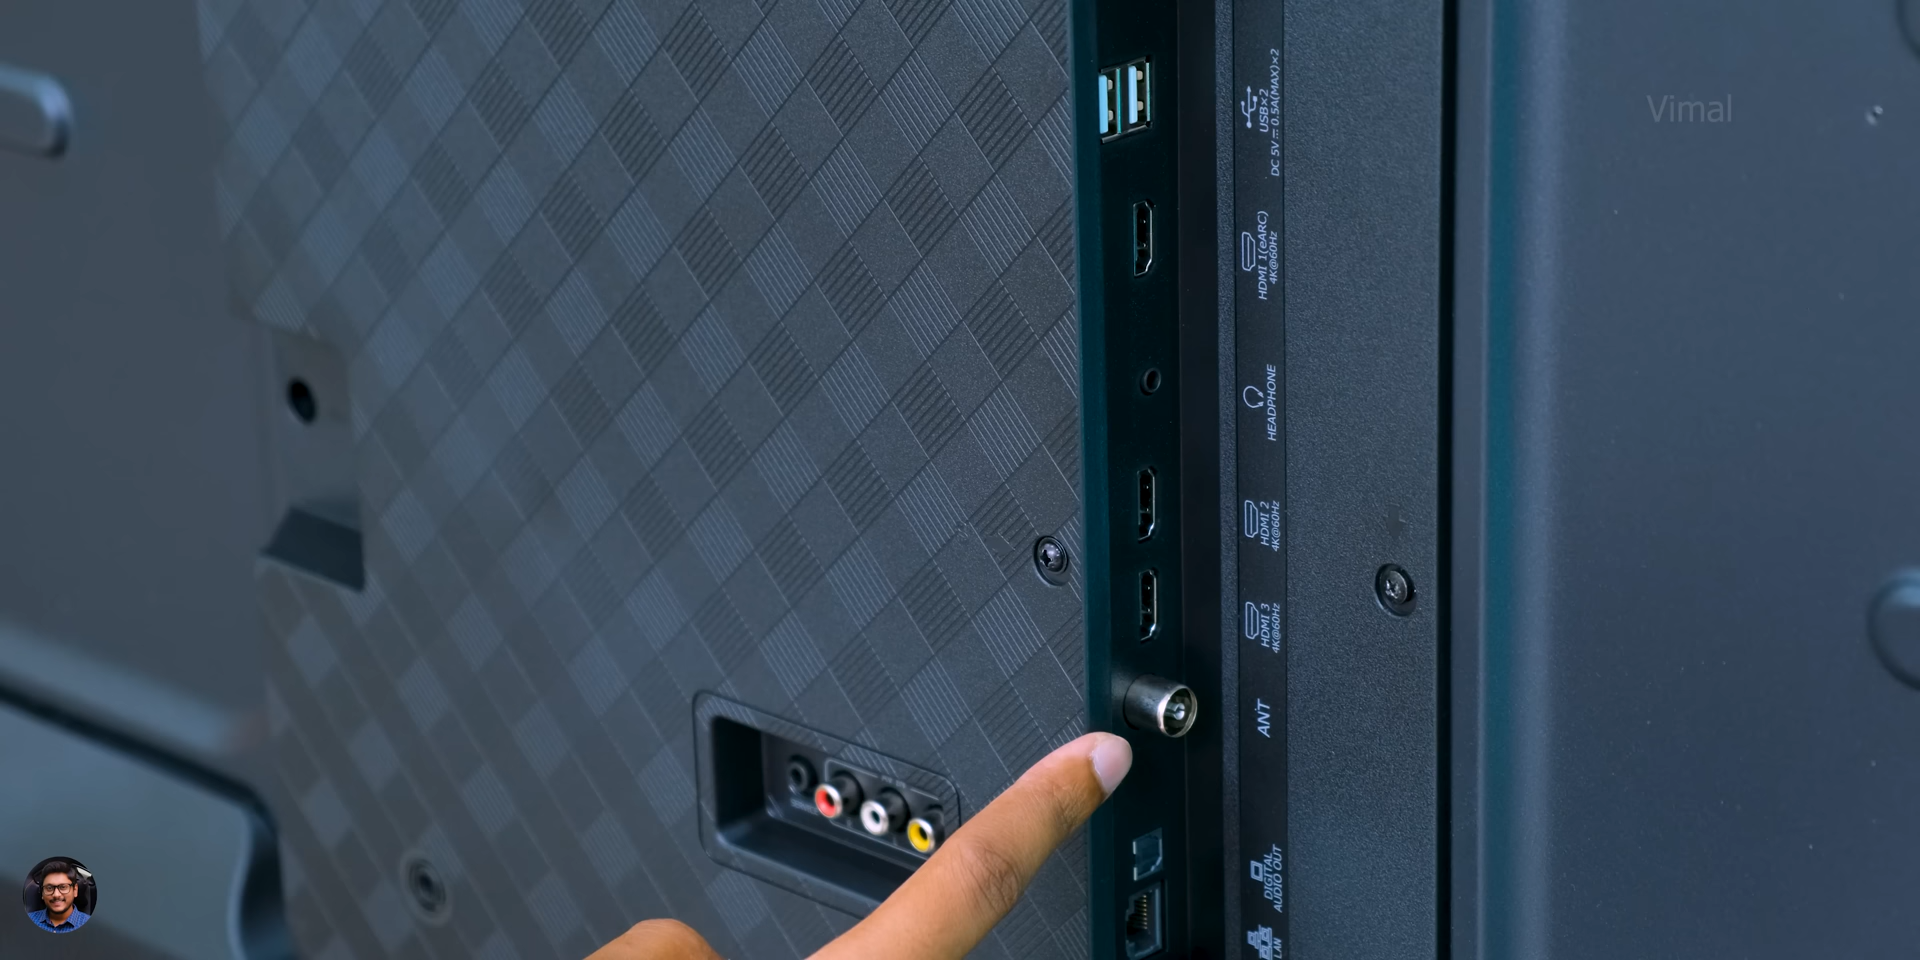 Vimal
USB×2
DC 5V ⎓ 0.5A(MAX)×2
HDMI 1(eARC)
4K@60Hz
HEADPHONE
HDMI 2
4K@60Hz
HDMI 3
4K@60Hz
ANT
DIGITAL
AUDIO OUT
LAN